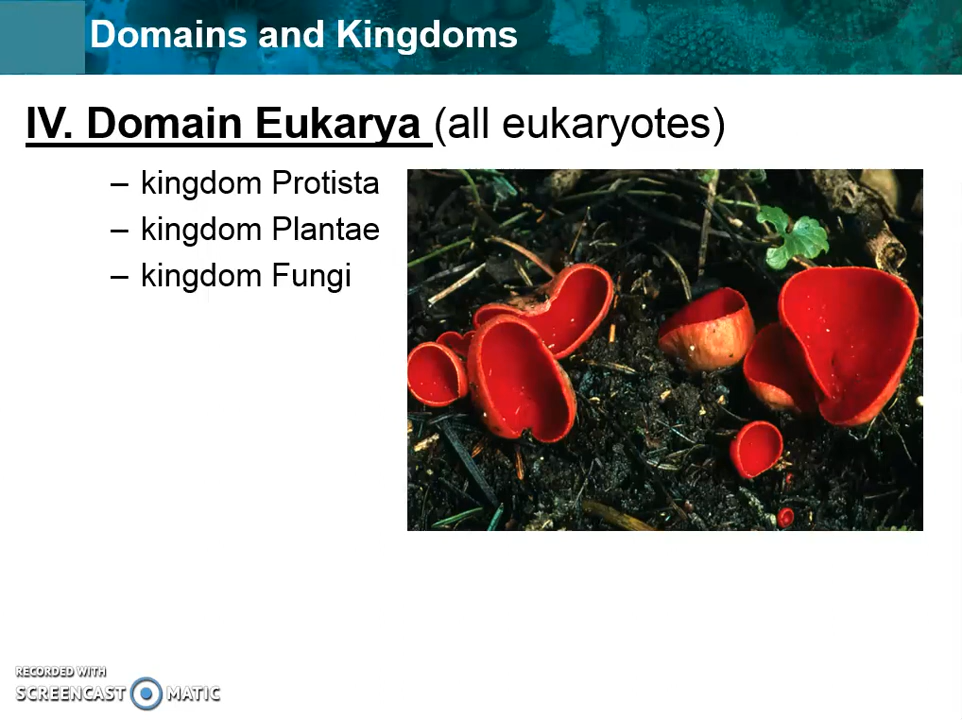 Domains and Kingdoms
IV. Domain Eukarya (all eukaryotes)
– kingdom Protista
– kingdom Plantae
– kingdom Fungi
RECORDED WITH
SCREENCAST MATIC